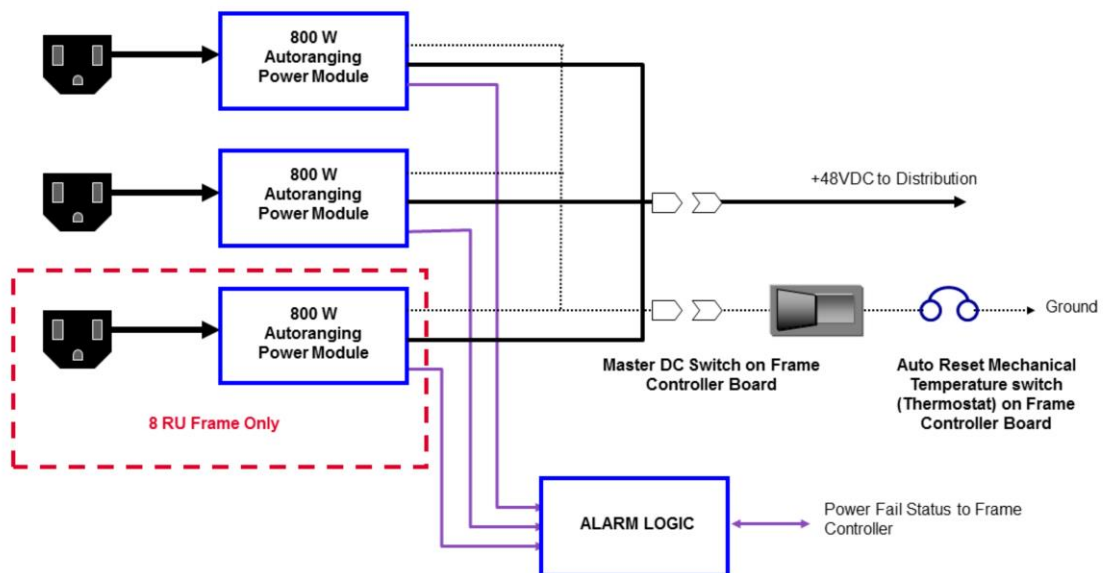 800 W
Autoranging
Power Module
800 W
Autoranging
Power Module
+48VDC to Distribution
800 W
Autoranging
Power Module
Ground
Master DC Switch on Frame
Controller Board
Auto Reset Mechanical
Temperature switch
(Thermostat) on Frame
Controller Board
8 RU Frame Only
ALARM LOGIC
Power Fail Status to Frame
Controller